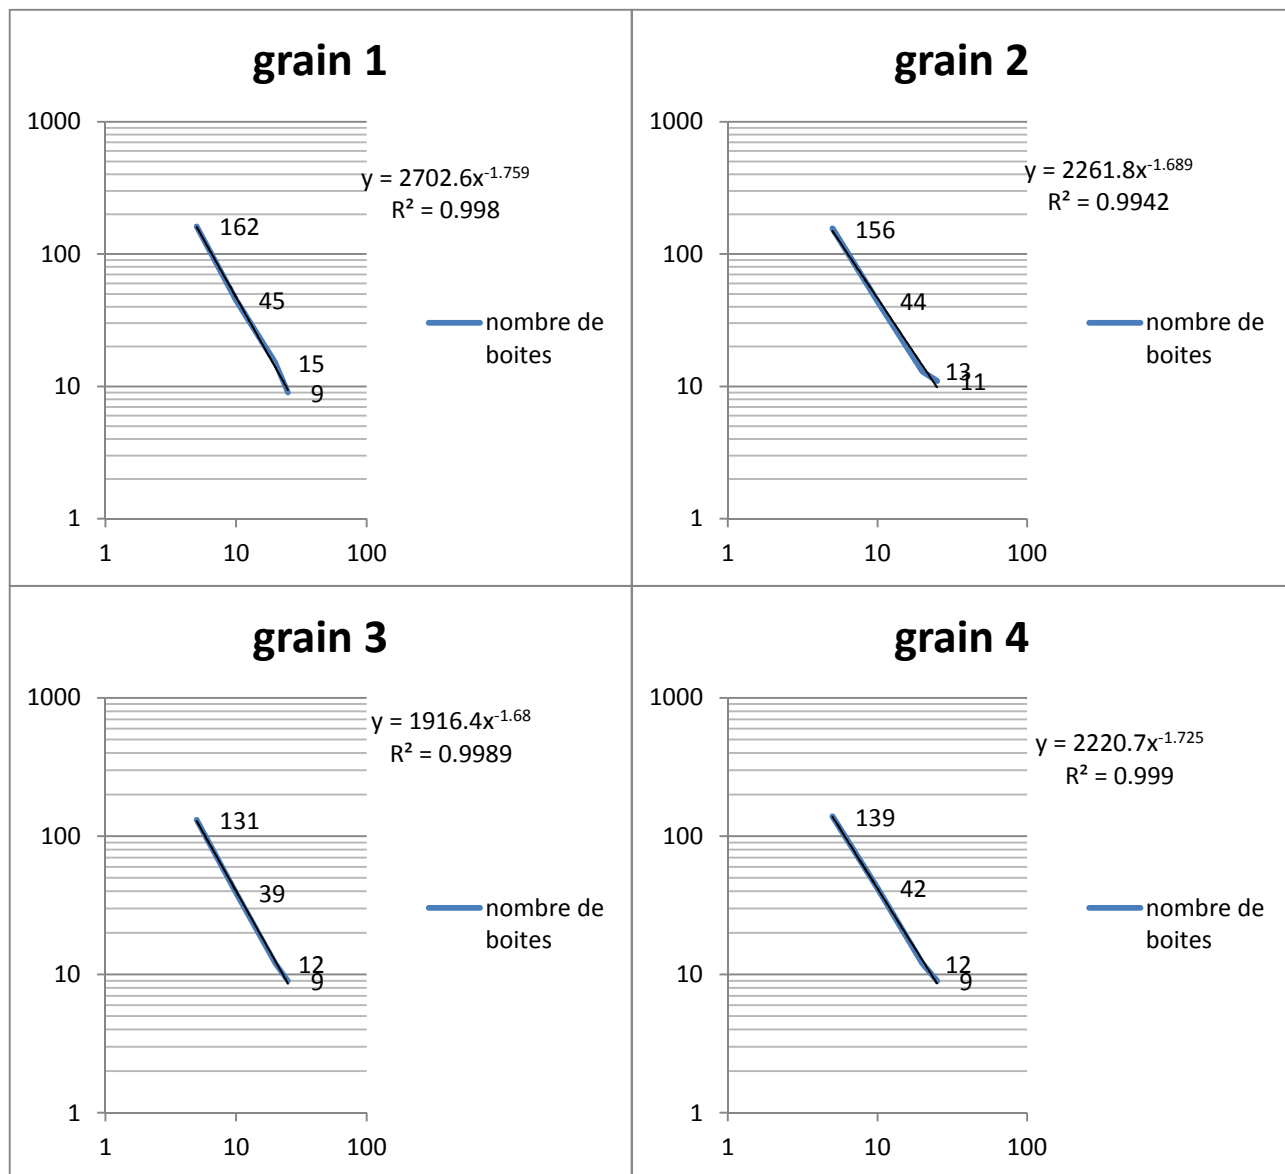 grain 1
1000
100
10
1
1
10
100
y = 2702.6x^-1.759
R² = 0.998
162
45
15
9
nombre de
boites
grain 2
1000
100
10
1
1
10
100
y = 2261.8x^-1.689
R² = 0.9942
156
44
13
11
nombre de
boites
grain 3
1000
100
10
1
1
10
100
y = 1916.4x^-1.68
R² = 0.9989
131
39
12
9
nombre de
boites
grain 4
1000
100
10
1
1
10
100
y = 2220.7x^-1.725
R² = 0.999
139
42
12
9
nombre de
boites